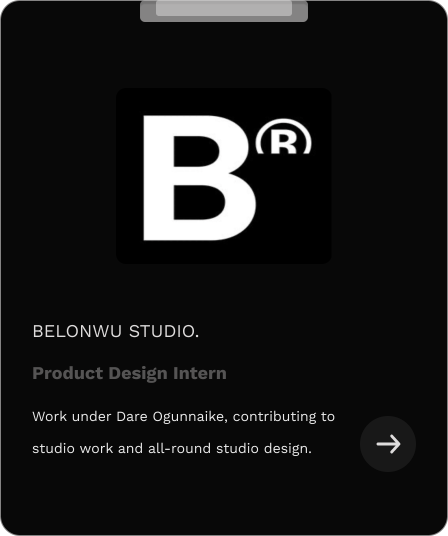 B®
BELONWU STUDIO.
Product Design Intern
Work under Dare Ogunnaike, contributing to
studio work and all-round studio design.